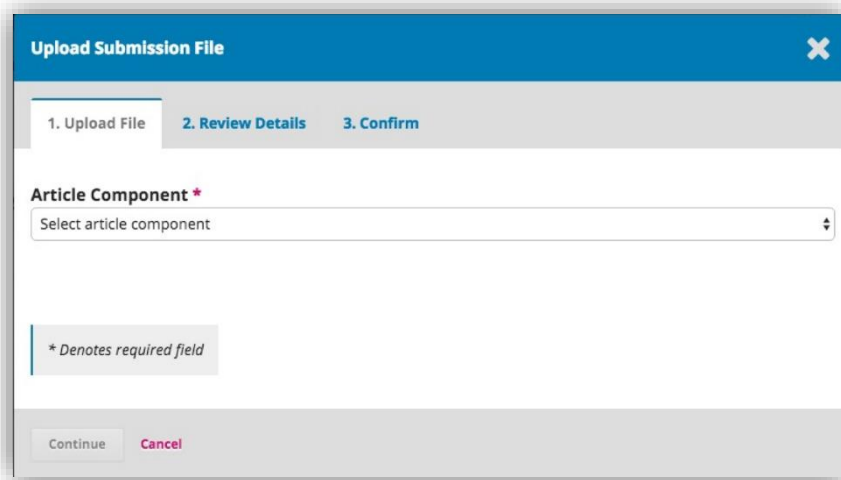 Upload Submission File
1. Upload File 2. Review Details 3. Confirm
Article Component *
Select article component
* Denotes required field
Continue Cancel